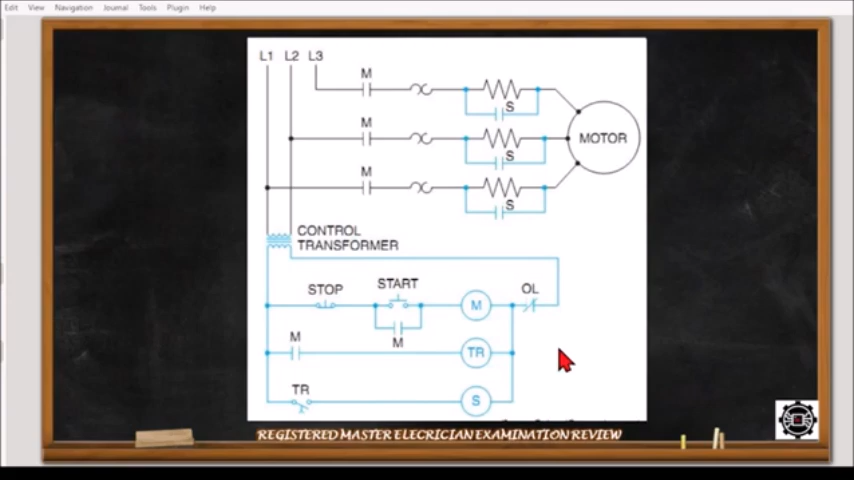 Edit View Navigation Journal Tools Plugin Help
L1 L2 L3
M
S
M
S
MOTOR
M
S
CONTROL
TRANSFORMER
STOP START OL
M
M
M
TR
TR
S
REGISTERED MASTER ELECRICIAN EXAMINATION REVIEW